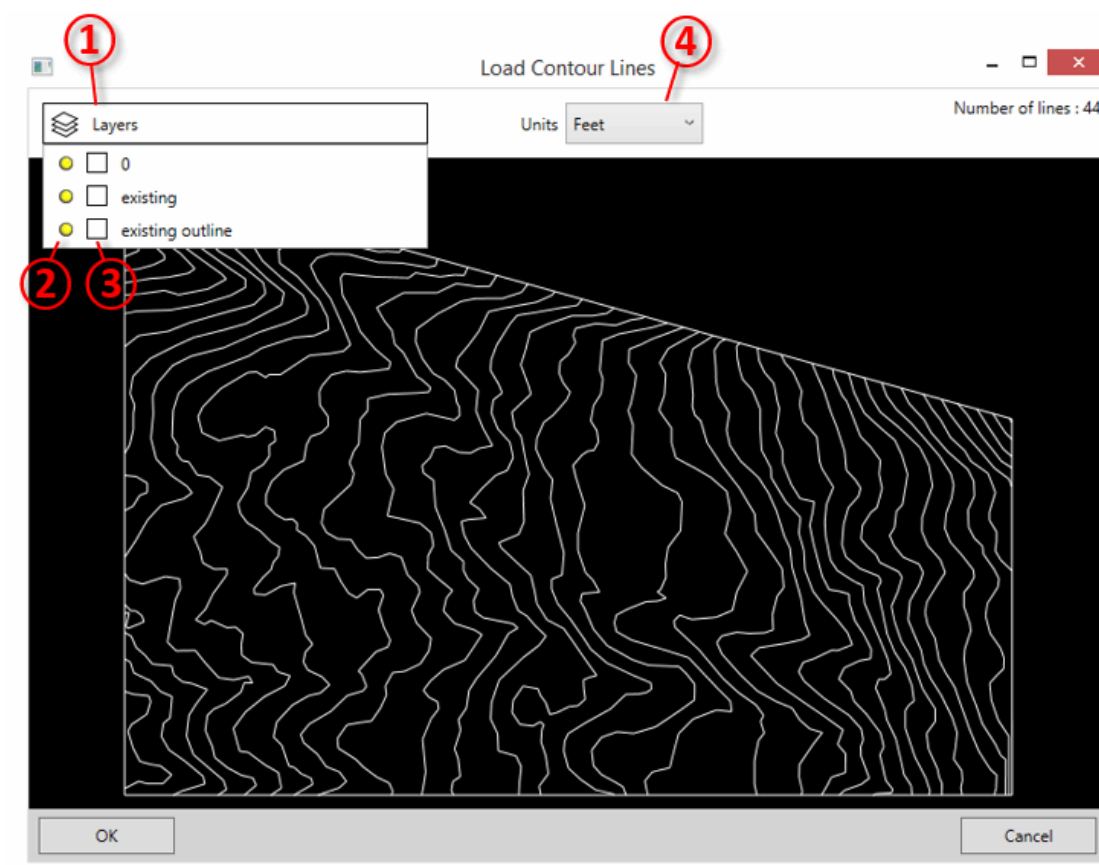 1
4
Load Contour Lines
Layers
Units Feet
Number of lines : 44
0
existing
existing outline
2
3
OK
Cancel